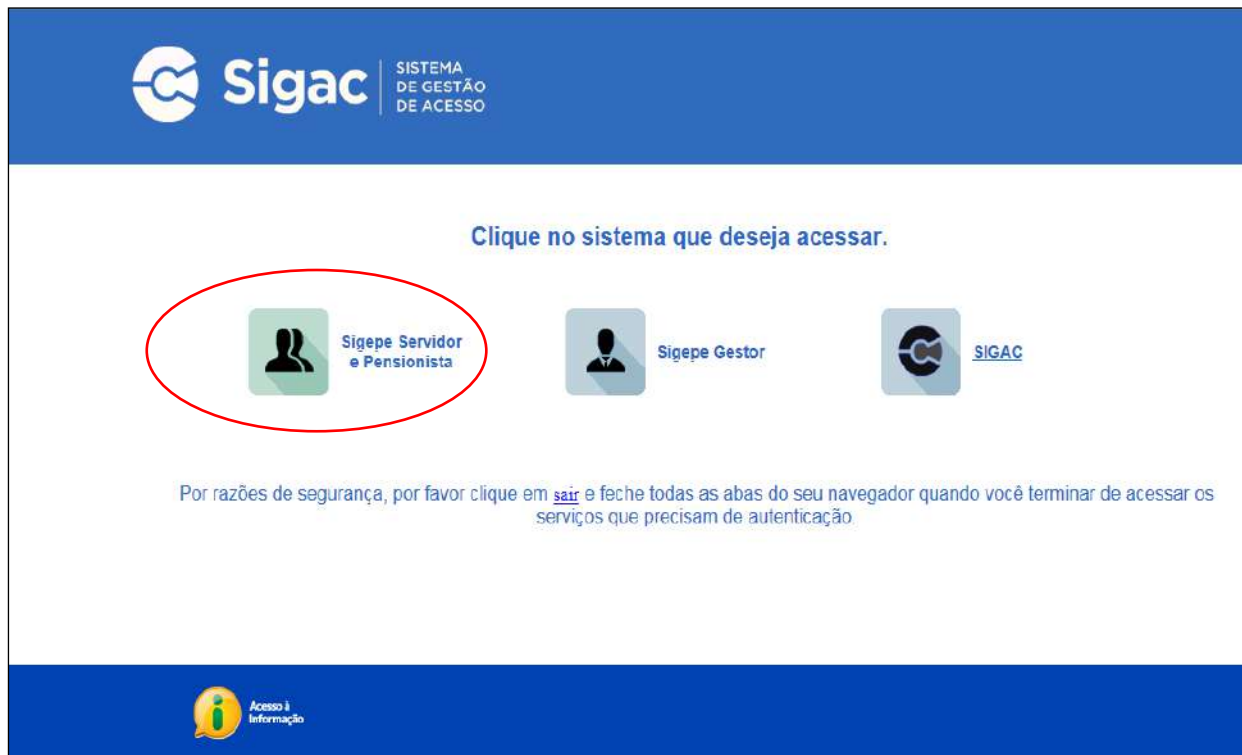 Sigac
SISTEMA
DE GESTÃO
DE ACESSO
Clique no sistema que deseja acessar.
Sigepe Servidor
e Pensionista
Sigepe Gestor
SIGAC
Por razões de segurança, por favor clique em sair e feche todas as abas do seu navegador quando você terminar de acessar os
serviços que precisam de autenticação.
Acesso à
Informação